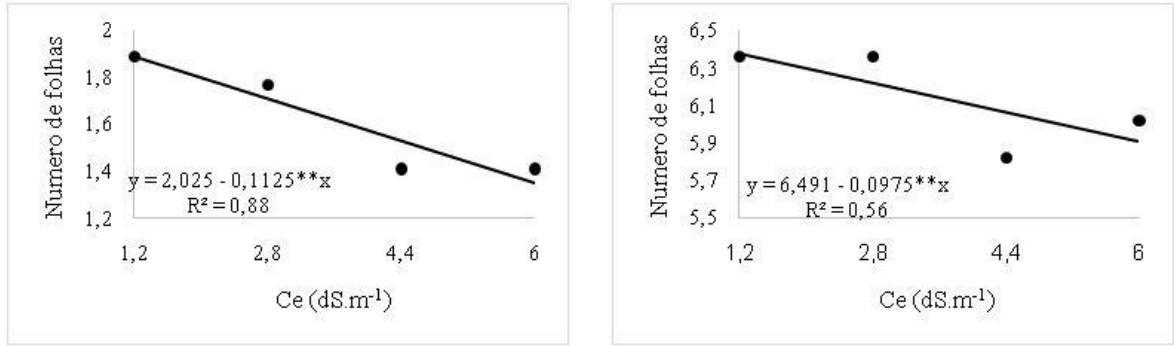 Numero de folhas
2
1,8
1,6
1,4
1,2
y = 2,025 - 0,1125**x
R² = 0,88
1,2 2,8 4,4 6
Ce (dS.m⁻¹)
Numero de folhas
6,5
6,3
6,1
5,9
5,7
5,5
y = 6,491 - 0,0975**x
R² = 0,56
1,2 2,8 4,4 6
Ce (dS.m⁻¹)